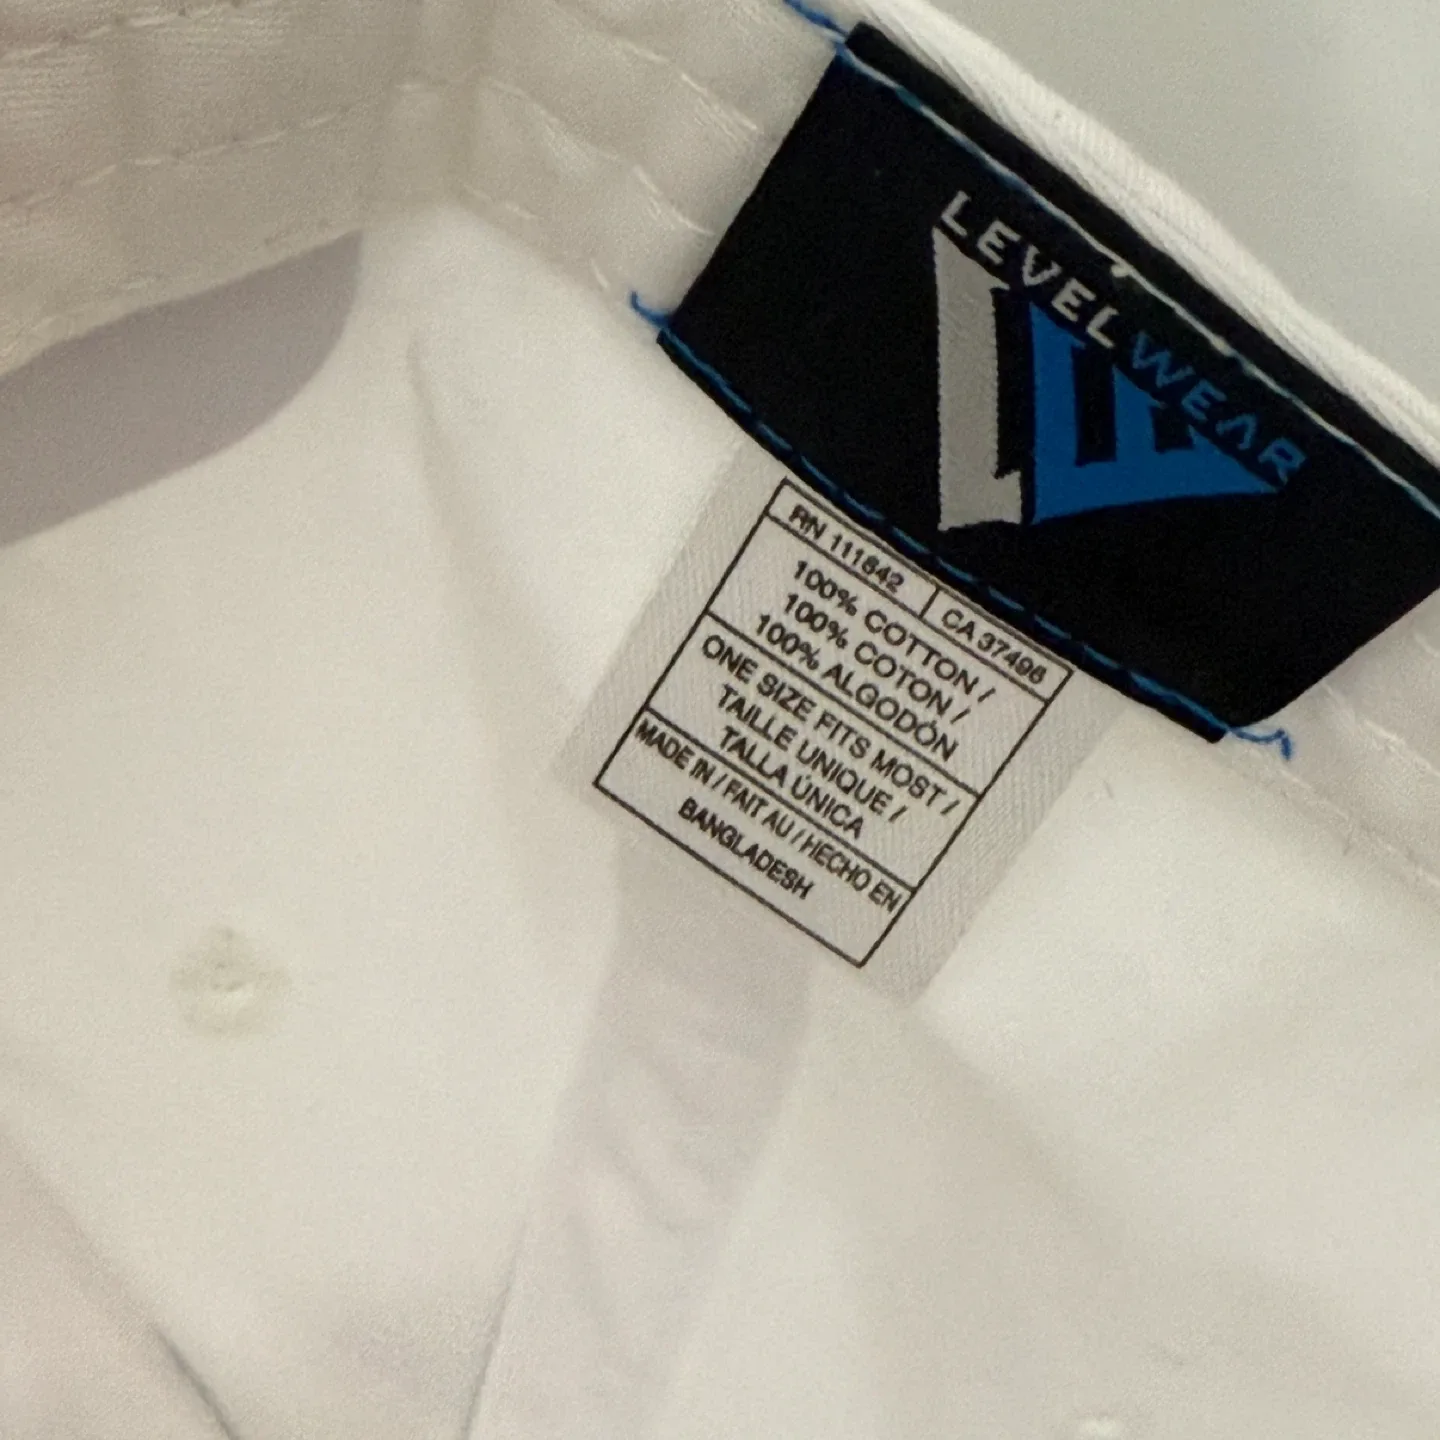 LEVELWEAR
RN 111642 CA 37496
100% COTTON /
100% COTON /
100% ALGODÓN
ONE SIZE FITS MOST /
TAILLE UNIQUE /
TALLA ÚNICA
MADE IN / FAIT AU / HECHO EN
BANGLADESH